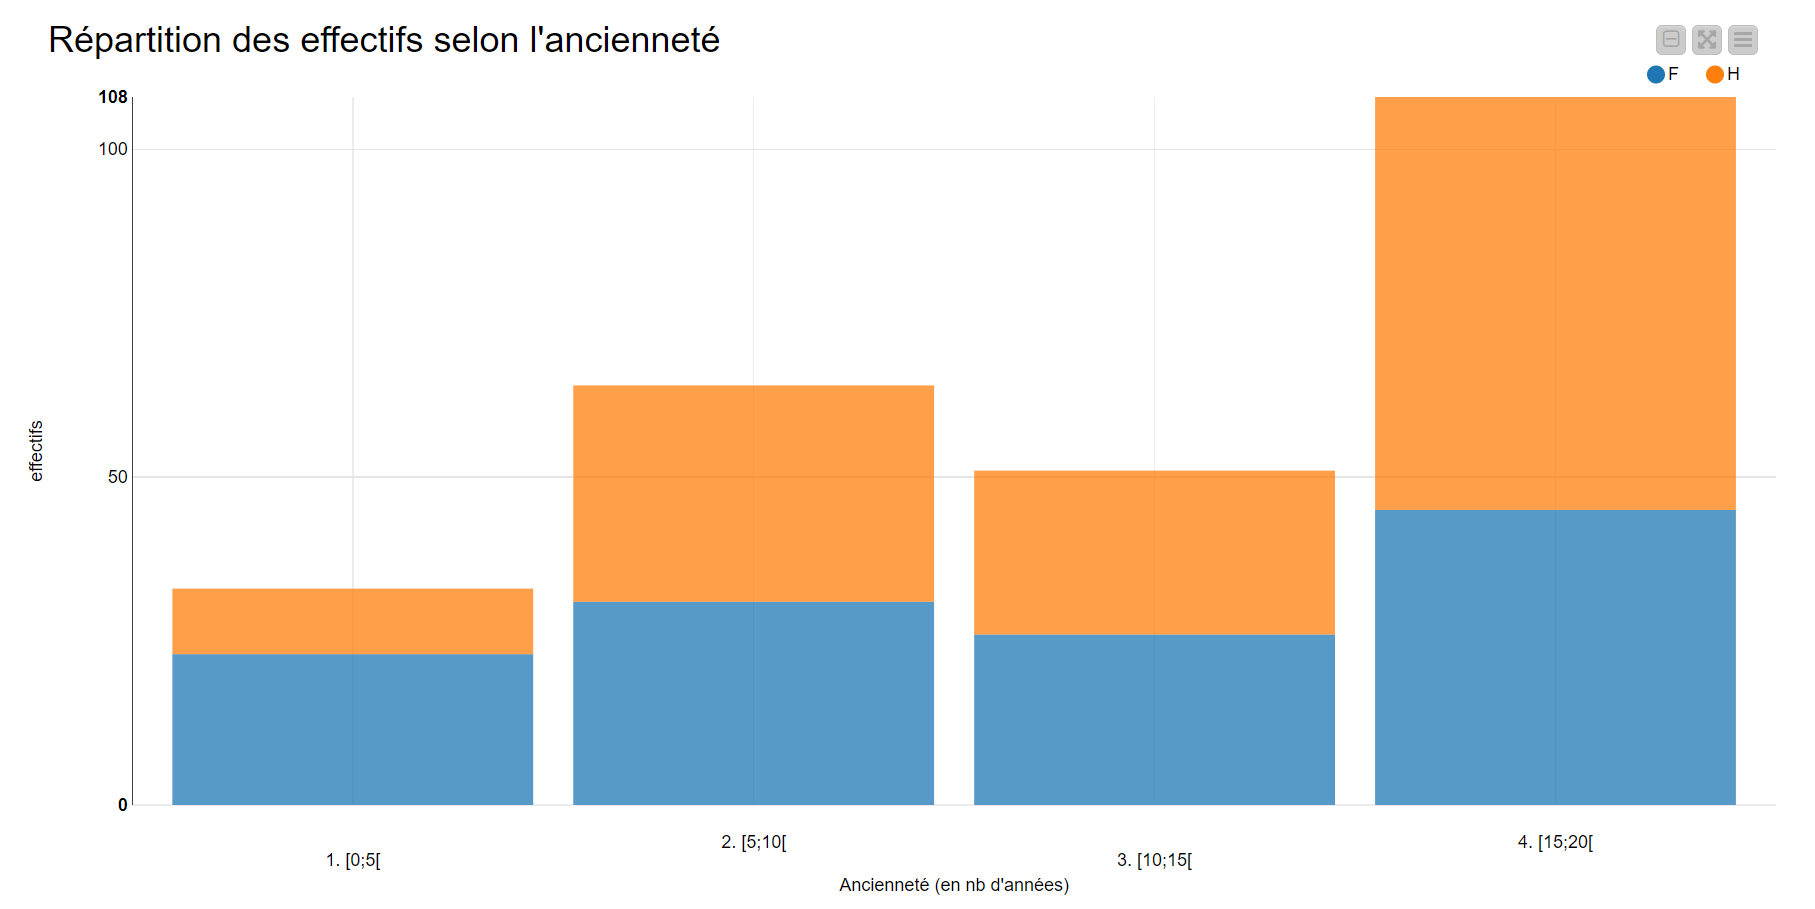 Répartition des effectifs selon l'ancienneté
F
H
108
100
50
0
effectifs
1. [0;5[
2. [5;10[
3. [10;15[
4. [15;20[
Ancienneté (en nb d'années)